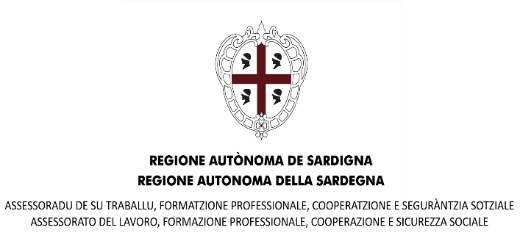 REGIONE AUTÒNOMA DE SARDIGNA
REGIONE AUTONOMA DELLA SARDEGNA
ASSESSORADU DE SU TRABALLU, FORMATZIONE PROFESSIONALE, COOPERATZIONE E SEGURÀNTZIA SOTZIALE
ASSESSORATO DEL LAVORO, FORMAZIONE PROFESSIONALE, COOPERAZIONE E SICUREZZA SOCIALE